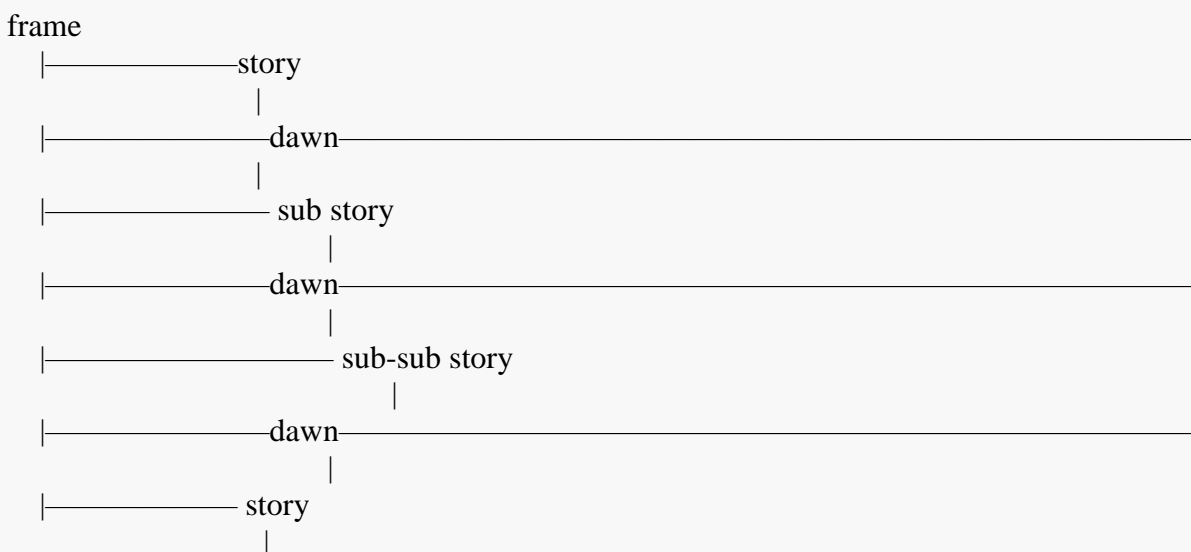 frame
story
dawn
sub story
dawn
sub-sub story
dawn
story